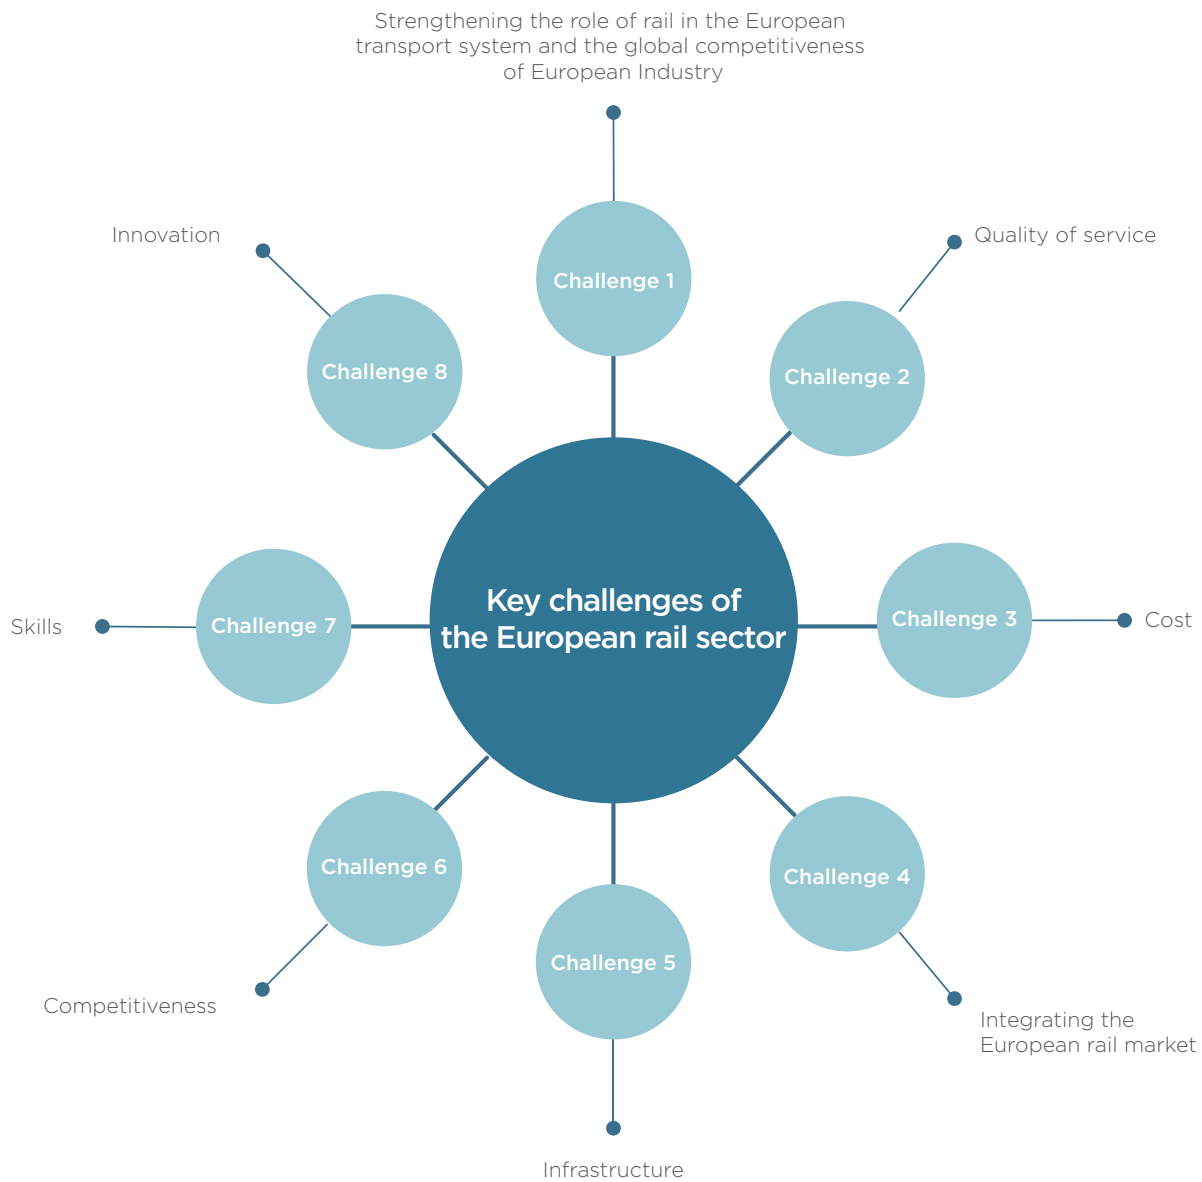 Strengthening the role of rail in the European
transport system and the global competitiveness
of European Industry
Innovation
Quality of service
Challenge 1
Challenge 8
Challenge 2
Key challenges of
the European rail sector
Skills
Challenge 7
Challenge 3
Cost
Challenge 6
Challenge 4
Challenge 5
Competitiveness
Integrating the
European rail market
Infrastructure